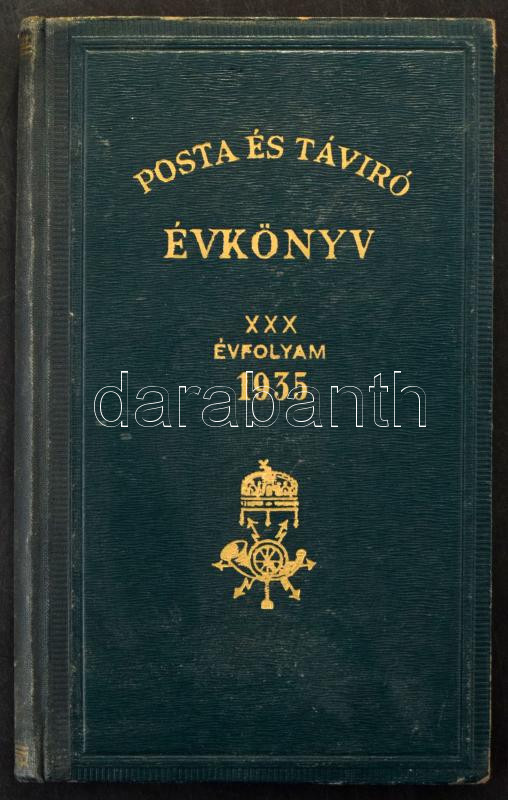 POSTA ÉS TÁVIRÓ
ÉVKÖNYV
XXX
ÉVFOLYAM
1935
darabanth